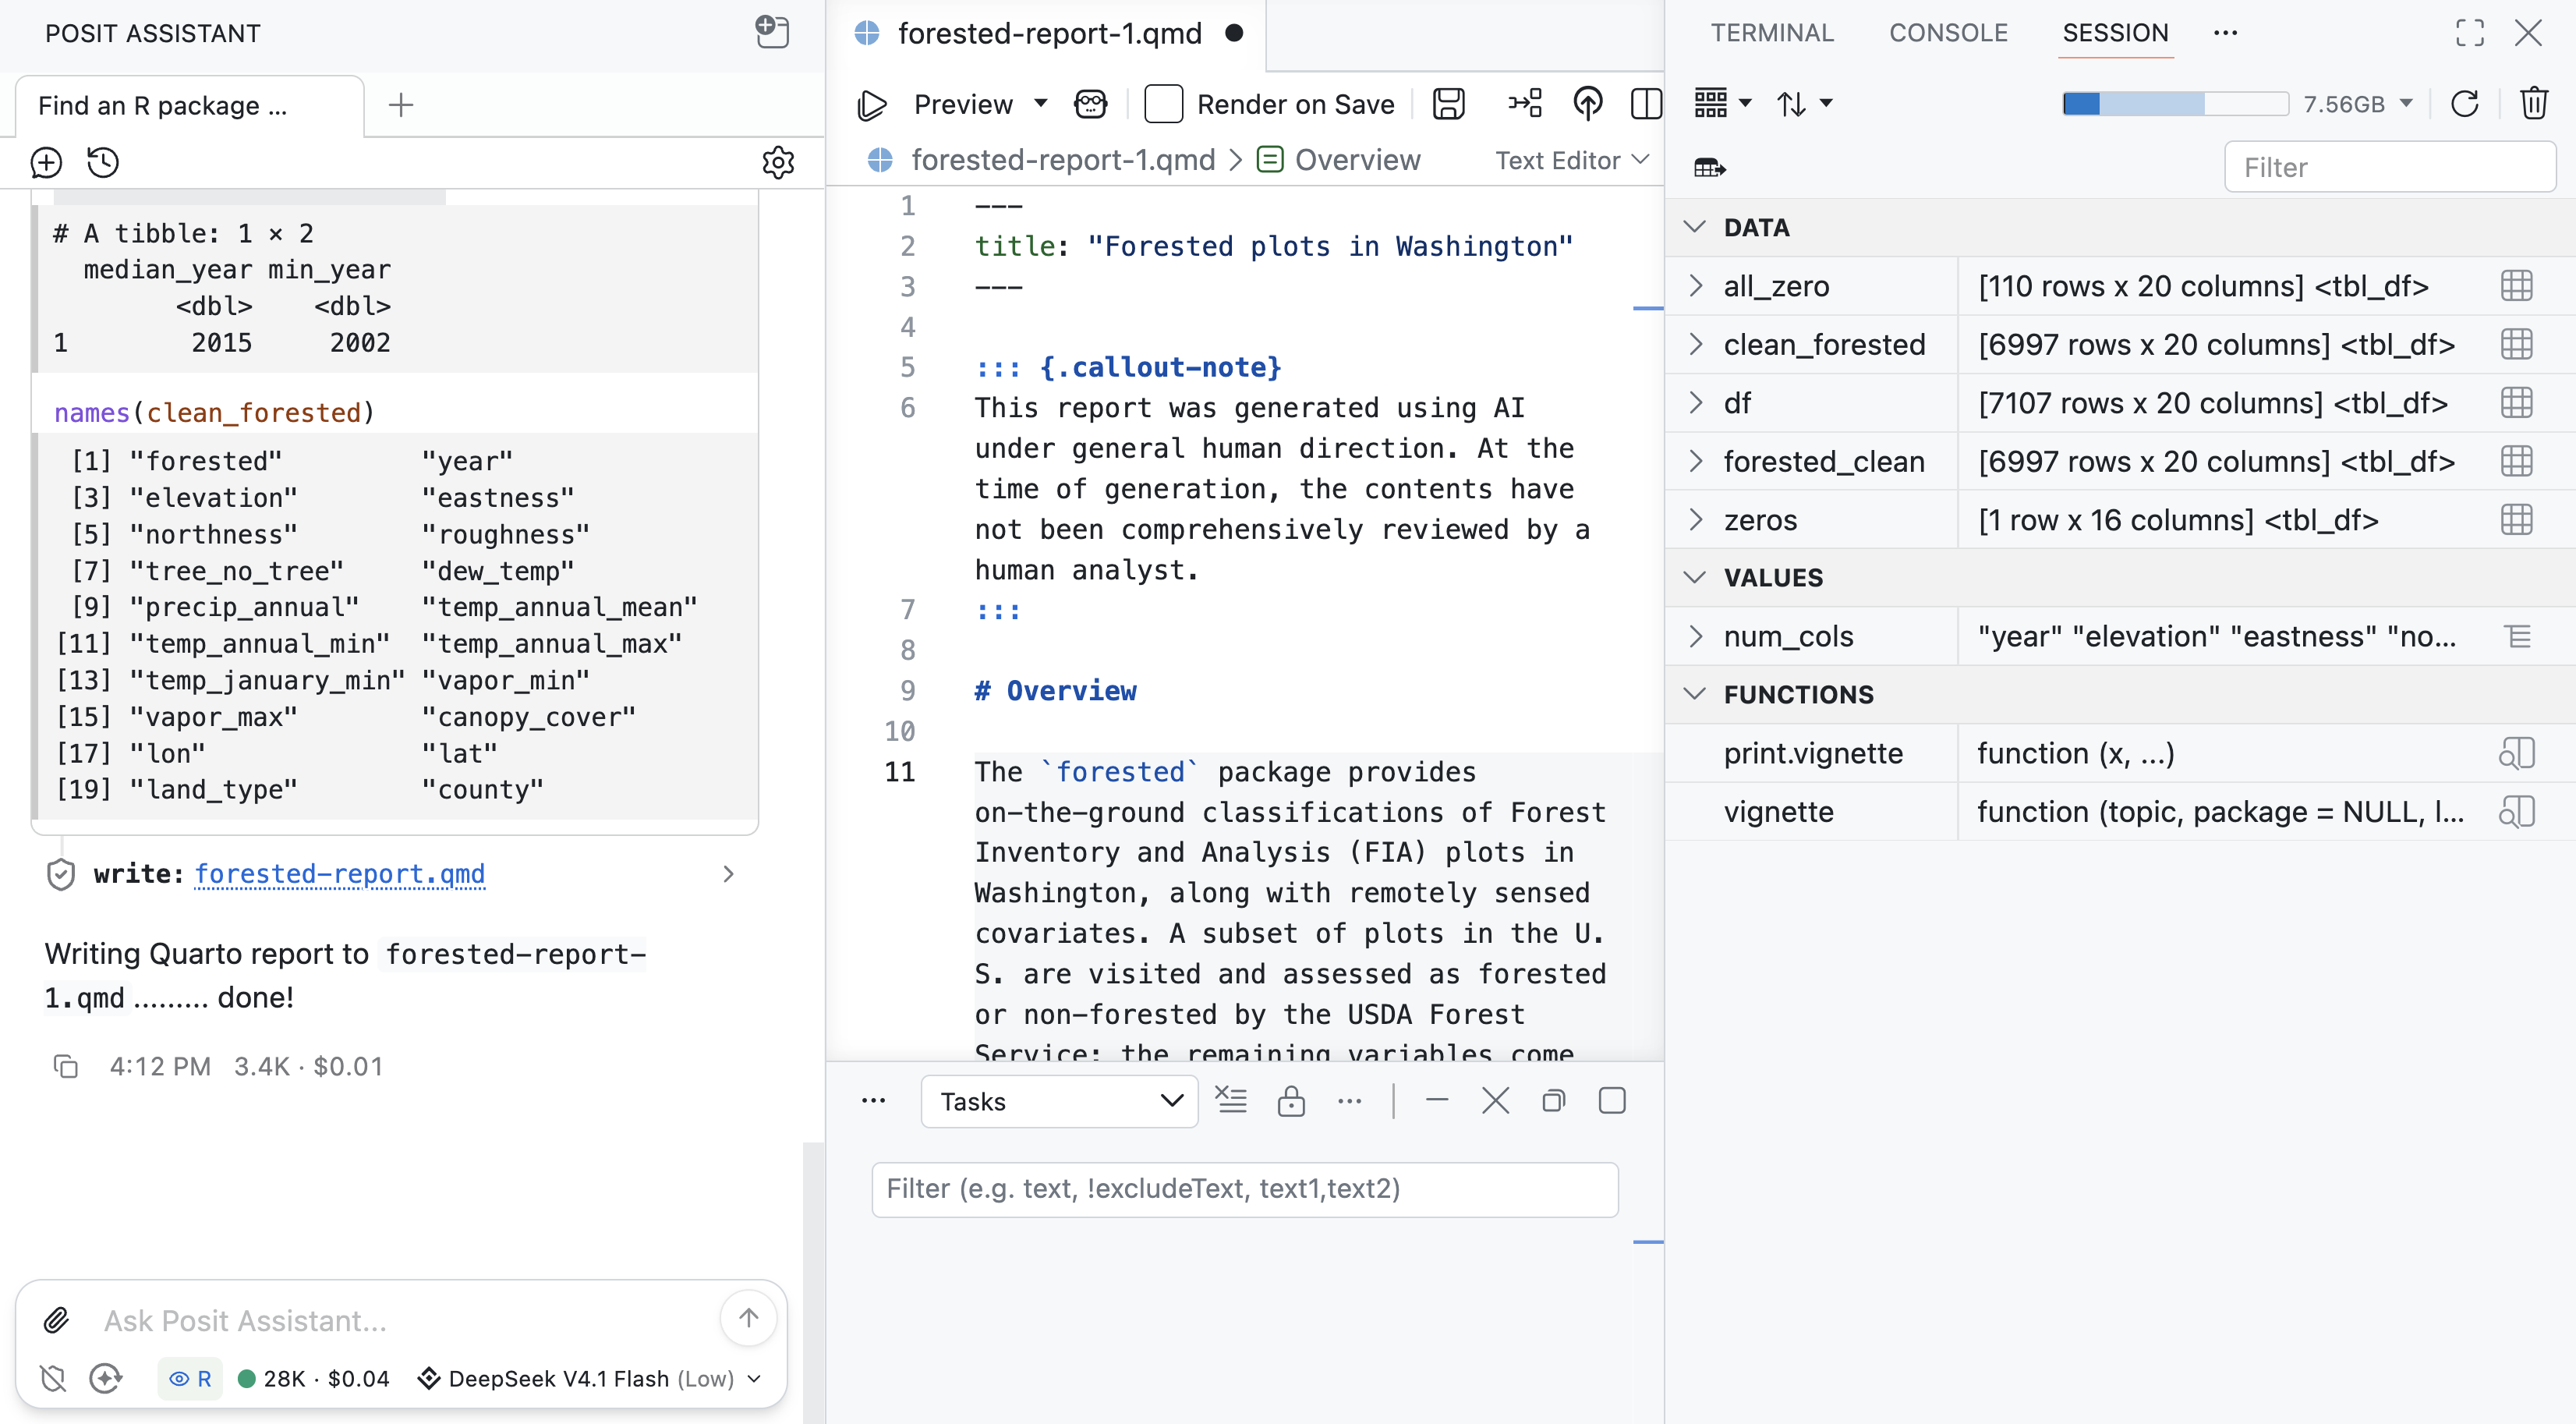 POSIT ASSISTANT
Find an R package ...
# A tibble: 1 × 2
median_year min_year
<dbl> <dbl>
1 2015 2002
names(clean_forested)
[1] "forested" "year"
[3] "elevation" "eastness"
[5] "northness" "roughness"
[7] "tree_no_tree" "dew_temp"
[9] "precip_annual" "temp_annual_mean"
[11] "temp_annual_min" "temp_annual_max"
[13] "temp_january_min" "vapor_min"
[15] "vapor_max" "canopy_cover"
[17] "lon" "lat"
[19] "land_type" "county"
write: forested-report.qmd
Writing Quarto report to forested-report-
1.qmd ......... done!
4:12 PM 3.4K · $0.01
Ask Posit Assistant...
R 28K · $0.04 DeepSeek V4.1 Flash (Low)
forested-report-1.qmd
Preview Render on Save
forested-report-1.qmd > Overview Text Editor
1 ---
2 title: "Forested plots in Washington"
3 ---
4
5 ::: {.callout-note}
6 This report was generated using AI
under general human direction. At the
time of generation, the contents have
not been comprehensively reviewed by a
human analyst.
7 :::
8
9 # Overview
10
11 The `forested` package provides
on-the-ground classifications of Forest
Inventory and Analysis (FIA) plots in
Washington, along with remotely sensed
covariates. A subset of plots in the U.
S. are visited and assessed as forested
or non-forested by the USDA Forest
Service; the remaining variables come
Tasks
Filter (e.g. text, !excludeText, text1,text2)
TERMINAL CONSOLE SESSION
7.56GB
Filter
DATA
all_zero [110 rows x 20 columns] <tbl_df>
clean_forested [6997 rows x 20 columns] <tbl_df>
df [7107 rows x 20 columns] <tbl_df>
forested_clean [6997 rows x 20 columns] <tbl_df>
zeros [1 row x 16 columns] <tbl_df>
VALUES
num_cols "year" "elevation" "eastness" "no...
FUNCTIONS
print.vignette function (x, ...)
vignette function (topic, package = NULL, l...